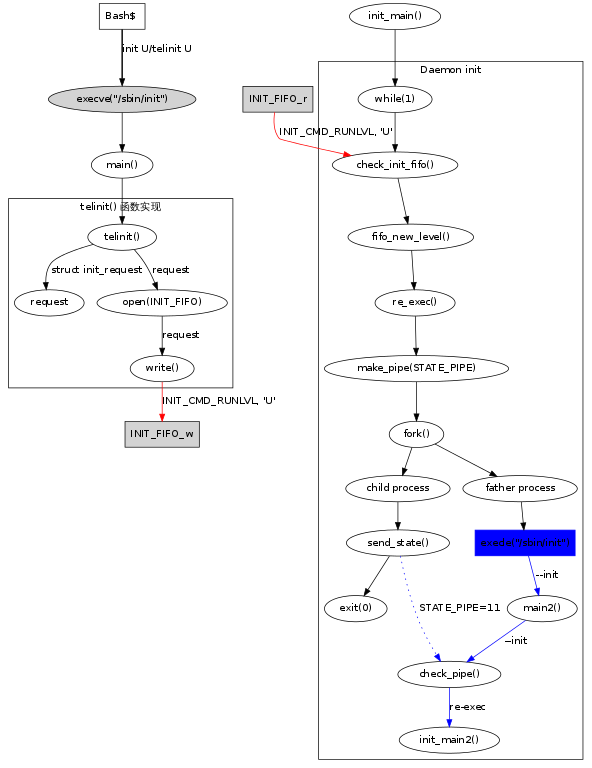 Bash$
init U/telinit U
execve("/sbin/init")
main()
telinit() 函数实现
telinit()
struct init_request
request
request
open(INIT_FIFO)
request
write()
INIT_CMD_RUNLVL, 'U'
INIT_FIFO_w
init_main()
Daemon init
while(1)
INIT_FIFO_r
INIT_CMD_RUNLVL, 'U'
check_init_fifo()
fifo_new_level()
re_exec()
make_pipe(STATE_PIPE)
fork()
child process
father process
send_state()
execle("/sbin/init")
--init
exit(0)
STATE_PIPE=11
main2()
--init
check_pipe()
re-exec
init_main2()